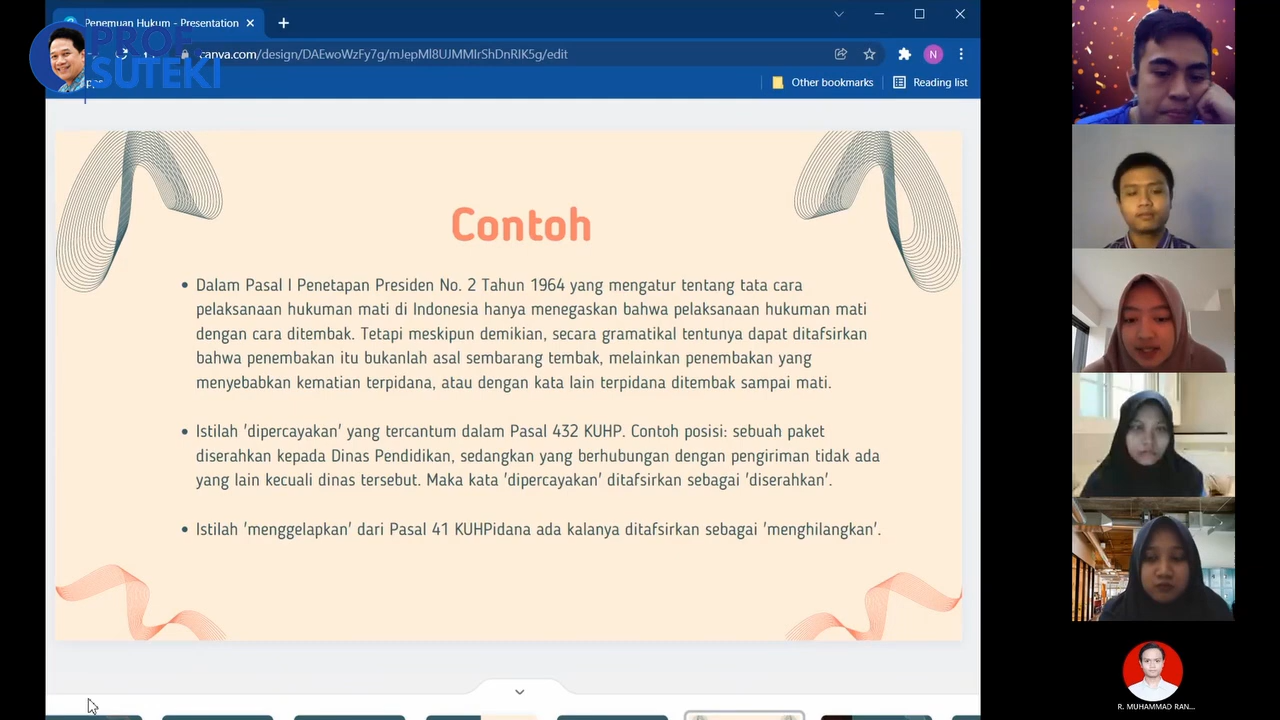 Penemuan Hukum - Presentation
PROF
SUTEKI
canva.com/design/DAEwoWzFy7g/mJepMl8UJMMIrShDnRIK5g/edit
N
Other bookmarks
Reading list
Contoh
• Dalam Pasal I Penetapan Presiden No. 2 Tahun 1964 yang mengatur tentang tata cara
pelaksanaan hukuman mati di Indonesia hanya menegaskan bahwa pelaksanaan hukuman mati
dengan cara ditembak. Tetapi meskipun demikian, secara gramatikal tentunya dapat ditafsirkan
bahwa penembakan itu bukanlah asal sembarang tembak, melainkan penembakan yang
menyebabkan kematian terpidana, atau dengan kata lain terpidana ditembak sampai mati.
• Istilah 'dipercayakan' yang tercantum dalam Pasal 432 KUHP. Contoh posisi: sebuah paket
diserahkan kepada Dinas Pendidikan, sedangkan yang berhubungan dengan pengiriman tidak ada
yang lain kecuali dinas tersebut. Maka kata 'dipercayakan' ditafsirkan sebagai 'diserahkan'.
• Istilah 'menggelapkan' dari Pasal 41 KUHPidana ada kalanya ditafsirkan sebagai 'menghilangkan'.
R. MUHAMMAD RAN...